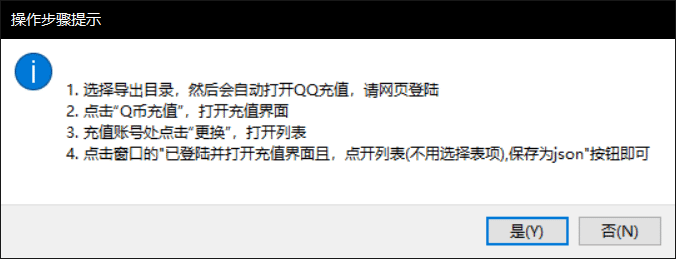 操作步骤提示
1. 选择导出目录，然后会自动打开QQ充值，请网页登陆
2. 点击“Q币充值”，打开充值界面
3. 充值账号处点击“更换”，打开列表
4. 点击窗口的"已登陆并打开充值界面且，点开列表(不用选择表项),保存为json"按钮即可
是(Y)
否(N)